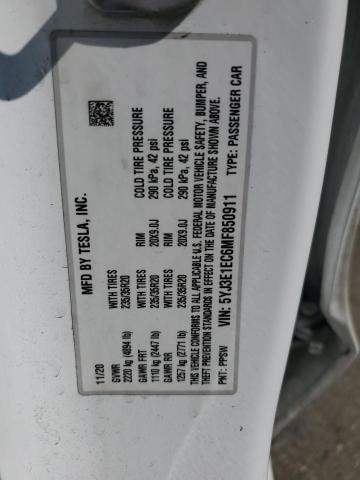 MFD BY TESLA, INC.
11/20
GVWR WITH TIRES RIM COLD TIRE PRESSURE
2220 kg (4894 lb) 235/35R20 20X9.0J 290 kPa, 42 psi
GAWR FRT WITH TIRES RIM COLD TIRE PRESSURE
1110 kg (2447 lb) 235/35R20 20X9.0J 290 kPa, 42 psi
GAWR RR
1257 kg (2771 lb) 235/35R20
THIS VEHICLE CONFORMS TO ALL APPLICABLE U.S. FEDERAL MOTOR VEHICLE SAFETY, BUMPER, AND
THEFT PREVENTION STANDARDS IN EFFECT ON THE DATE OF MANUFACTURE SHOWN ABOVE.
VIN: 5YJ3E1EC6MF850911
PNT: PPSW TYPE: PASSENGER CAR